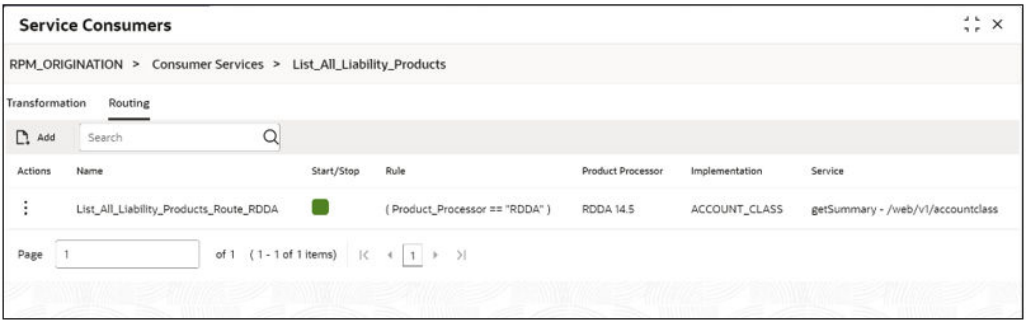 Service Consumers
RPM_ORIGINATION > Consumer Services > List_All_Liability_Products
Transformation Routing
Add Search
Actions Name Start/Stop Rule Product Processor Implementation Service
List_All_Liability_Products_Route_RDDA ( Product_Processor == "RDDA" ) RDDA 14.5 ACCOUNT_CLASS getSummary - /web/v1/accountclass
Page 1 of 1 ( 1 - 1 of 1 items) 1